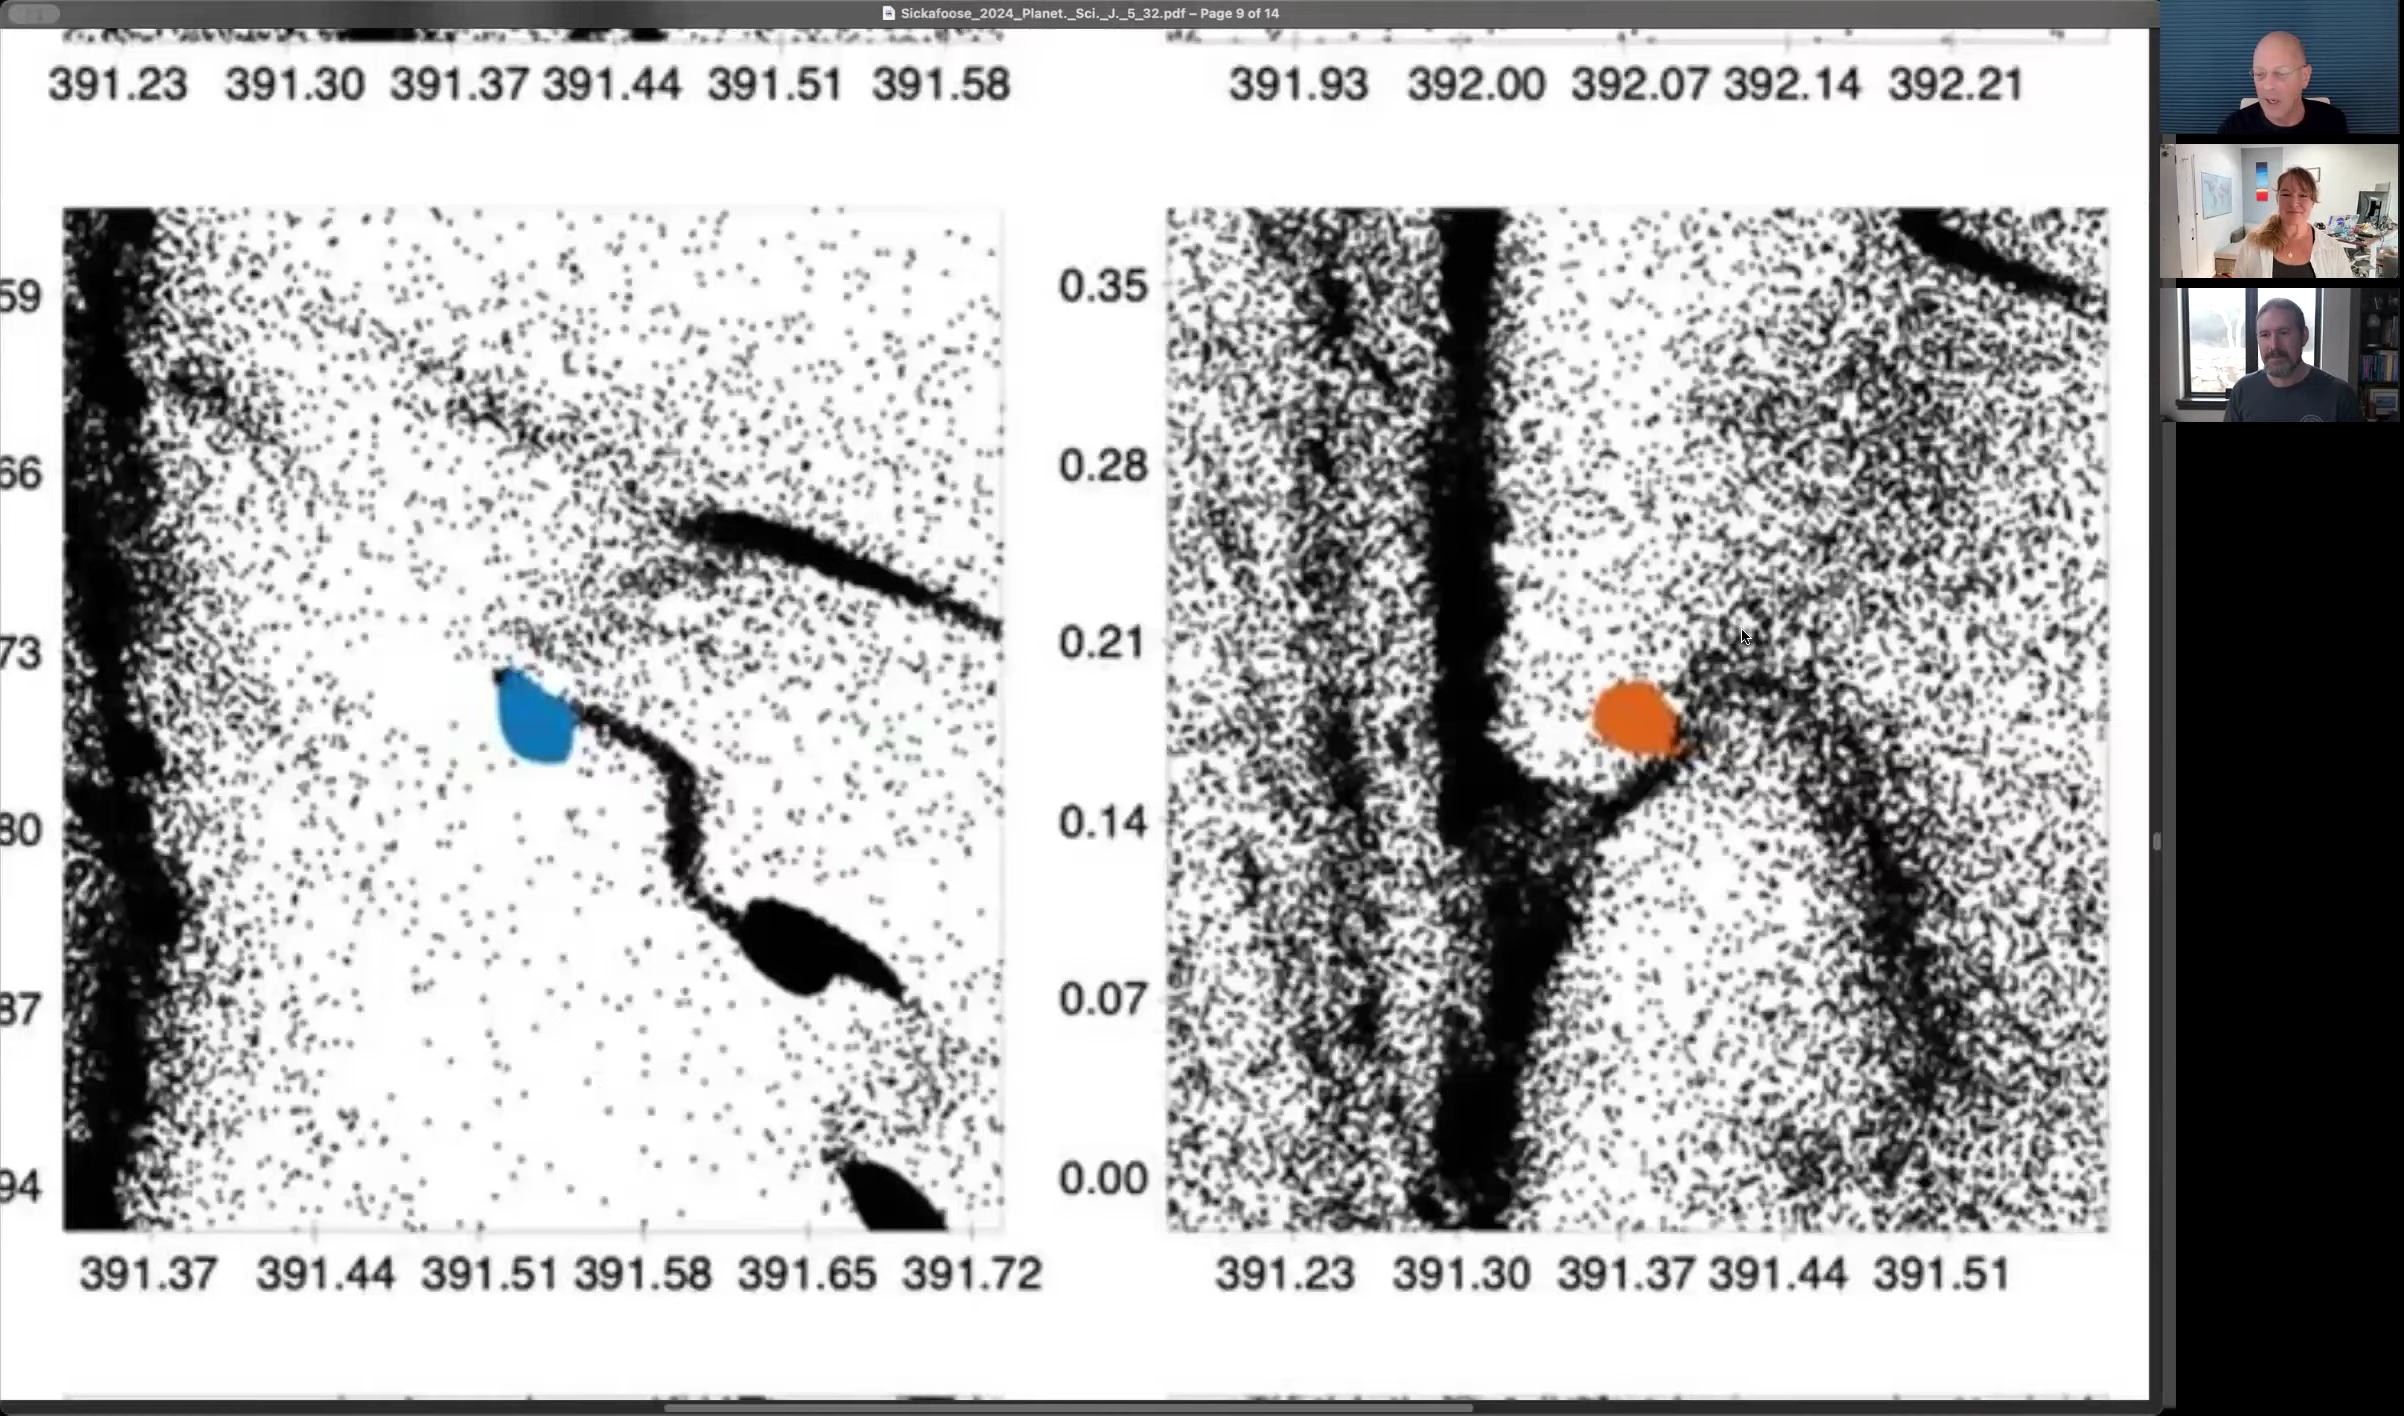 Sickafoose_2024_Planet._Sci._J._5_32.pdf – Page 9 of 14
391.23 391.30 391.37 391.44 391.51 391.58
391.93 392.00 392.07 392.14 392.21
59
66
73
80
87
94
0.35
0.28
0.21
0.14
0.07
0.00
391.37 391.44 391.51 391.58 391.65 391.72
391.23 391.30 391.37 391.44 391.51